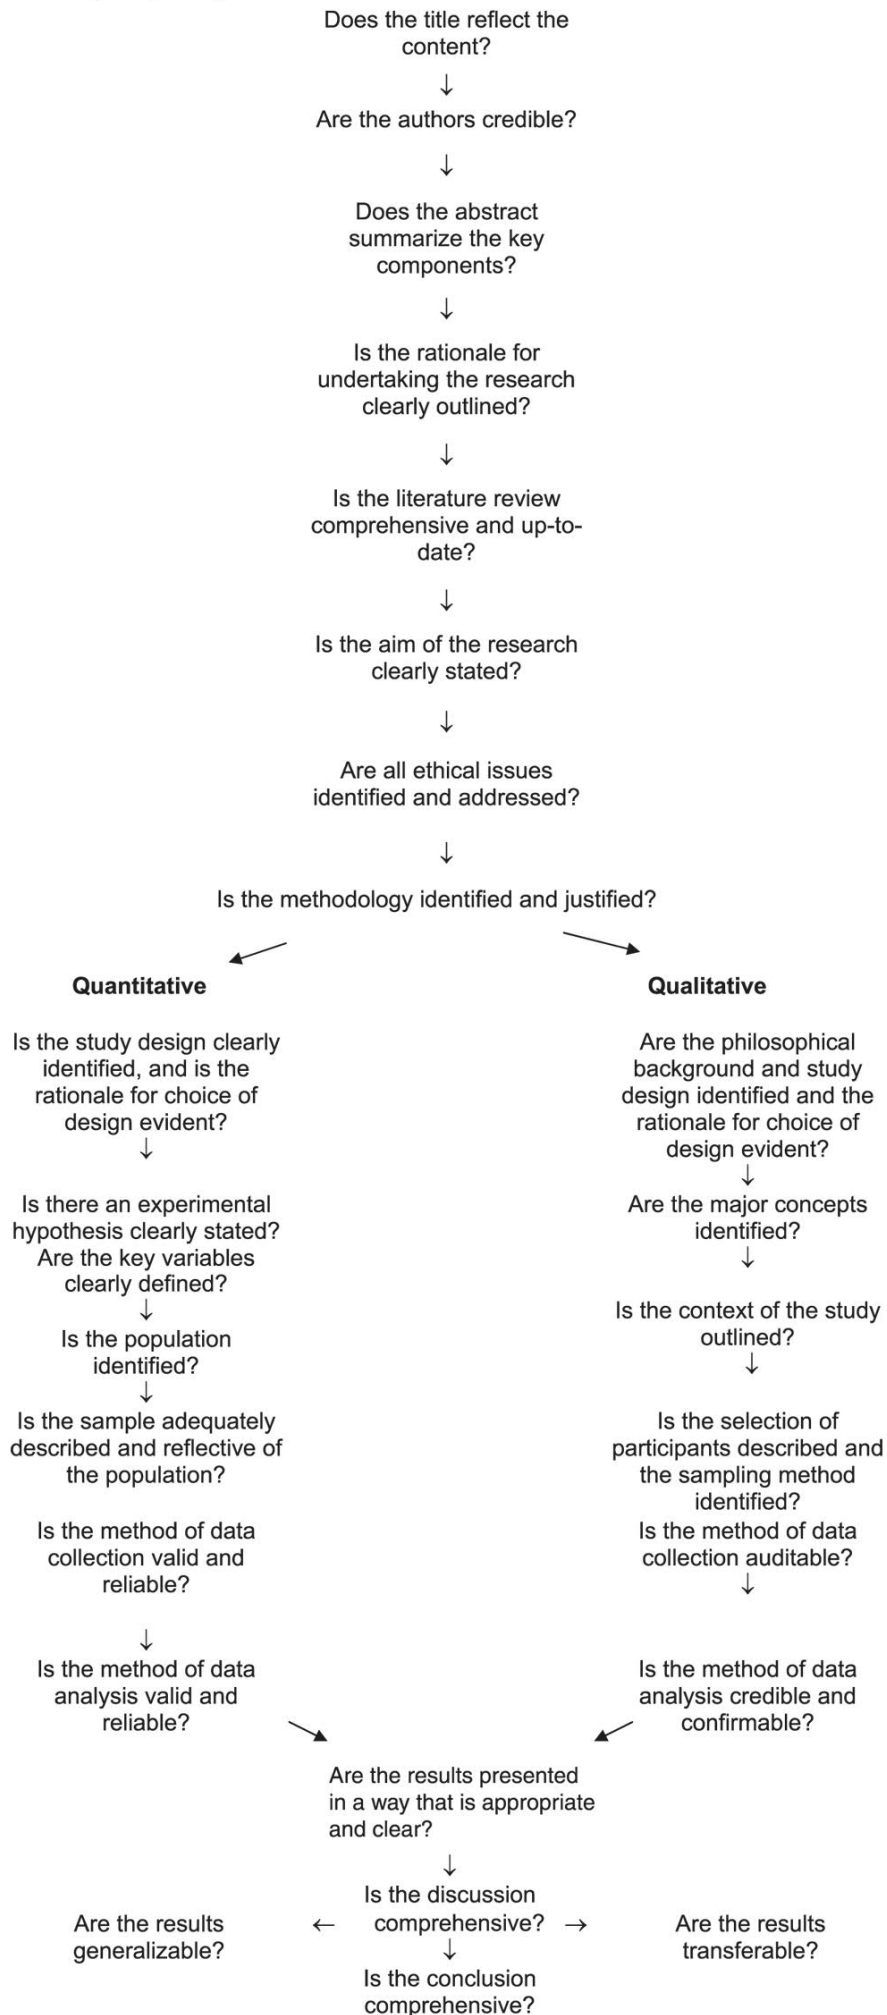 Does the title reflect the
content?
↓
Are the authors credible?
↓
Does the abstract
summarize the key
components?
↓
Is the rationale for
undertaking the research
clearly outlined?
↓
Is the literature review
comprehensive and up-to-
date?
↓
Is the aim of the research
clearly stated?
↓
Are all ethical issues
identified and addressed?
↓
Is the methodology identified and justified?
Quantitative
Is the study design clearly
identified, and is the
rationale for choice of
design evident?
↓
Is there an experimental
hypothesis clearly stated?
Are the key variables
clearly defined?
↓
Is the population
identified?
↓
Is the sample adequately
described and reflective of
the population?
Is the method of data
collection valid and
reliable?
↓
Is the method of data
analysis valid and
reliable?
Qualitative
Are the philosophical
background and study
design identified and the
rationale for choice of
design evident?
↓
Are the major concepts
identified?
↓
Is the context of the study
outlined?
↓
Is the selection of
participants described and
the sampling method
identified?
Is the method of data
collection auditable?
↓
Is the method of data
analysis credible and
confirmable?
Are the results presented
in a way that is appropriate
and clear?
↓
Is the discussion
← comprehensive? →
Are the results
generalizable?
Are the results
transferable?
↓
Is the conclusion
comprehensive?